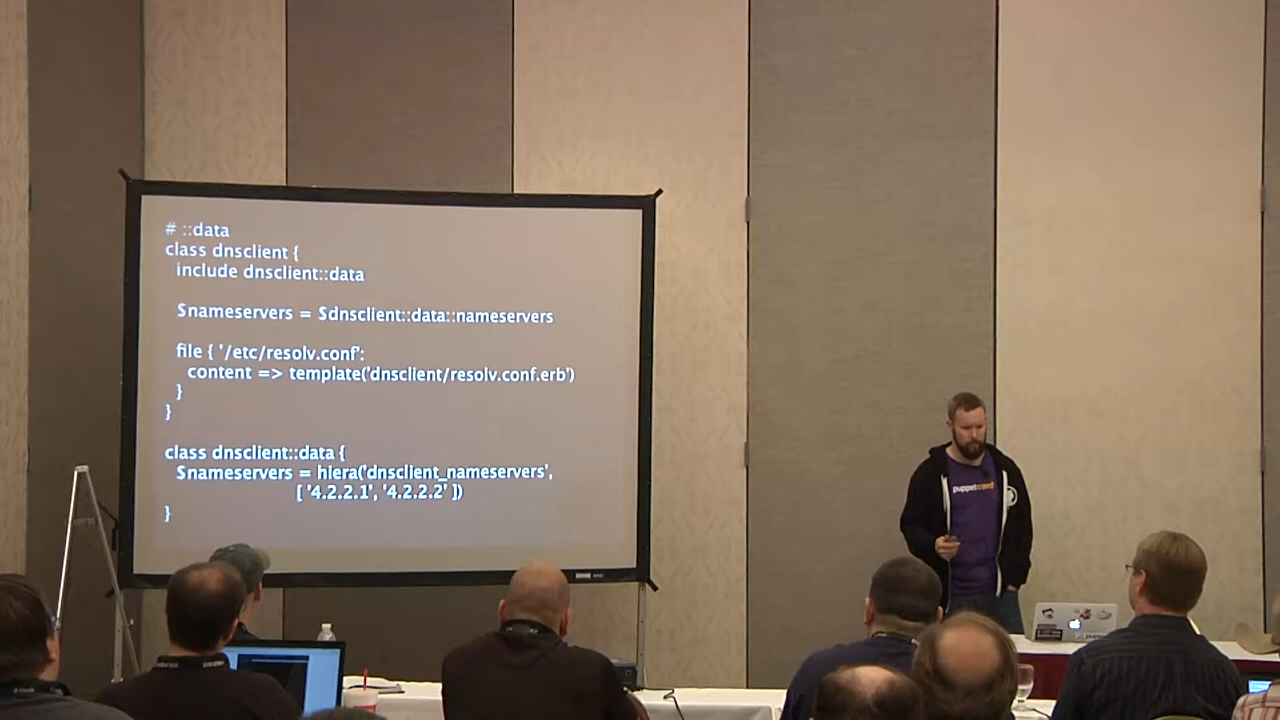 # ::data
class dnsclient {
include dnsclient::data
$nameservers = $dnsclient::data::nameservers
file { '/etc/resolv.conf':
content => template('dnsclient/resolv.conf.erb')
}
}
class dnsclient::data {
$nameservers = hiera('dnsclient_nameservers',
[ '4.2.2.1', '4.2.2.2' ])
}
puppetconf